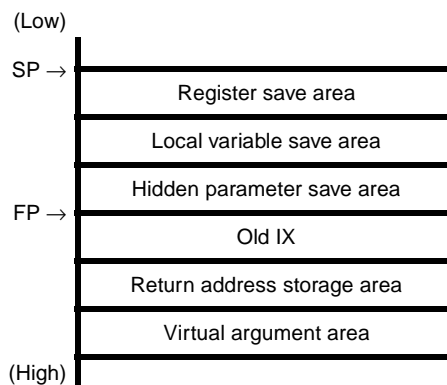 (Low)
SP →
Register save area
Local variable save area
Hidden parameter save area
FP →
Old IX
Return address storage area
Virtual argument area
(High)